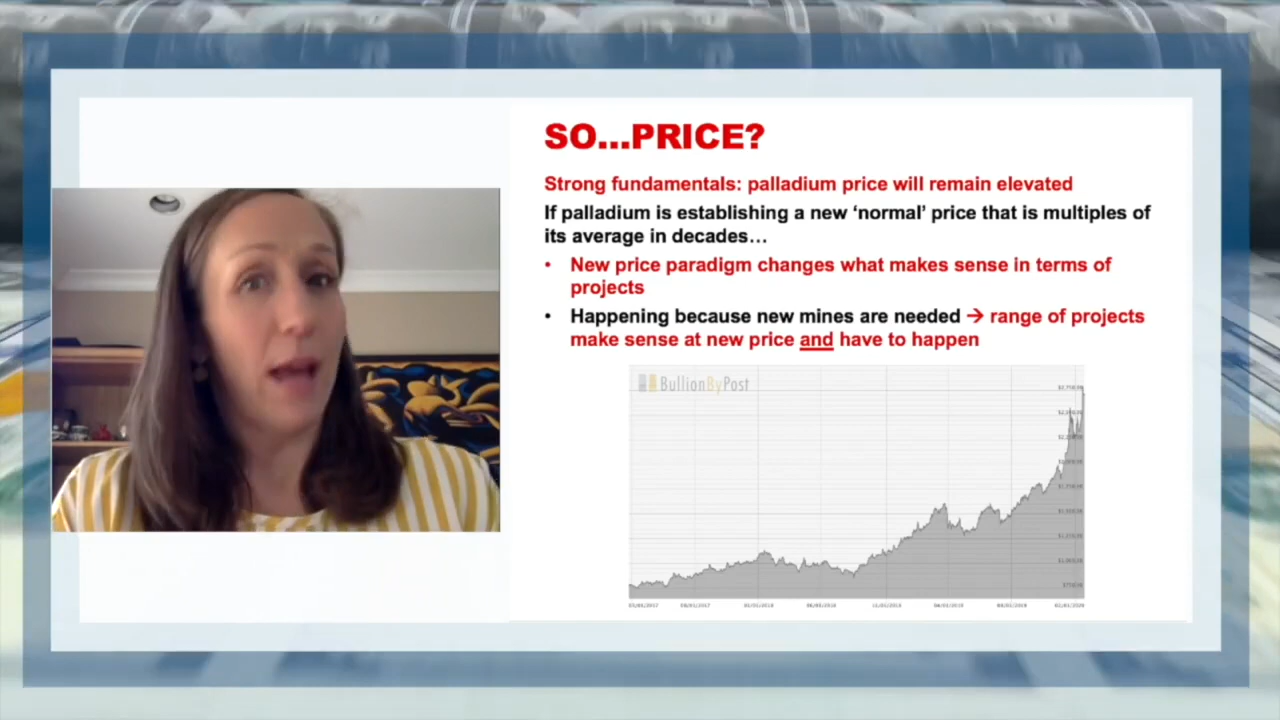 SO...PRICE?
Strong fundamentals: palladium price will remain elevated
If palladium is establishing a new ‘normal’ price that is multiples of
its average in decades…
• New price paradigm changes what makes sense in terms of
projects
• Happening because new mines are needed → range of projects
make sense at new price and have to happen
BullionByPost